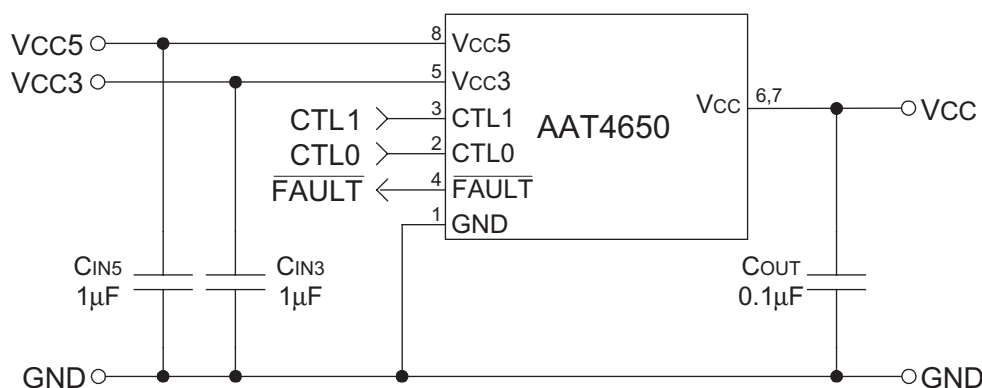 VCC5
8
VCC5
VCC3
5
VCC3
CTL1
3
CTL1
CTL0
2
CTL0
FAULT
4
FAULT
1
GND
AAT4650
VCC
6,7
VCC
CIN5
1μF
CIN3
1μF
COUT
0.1μF
GND
GND